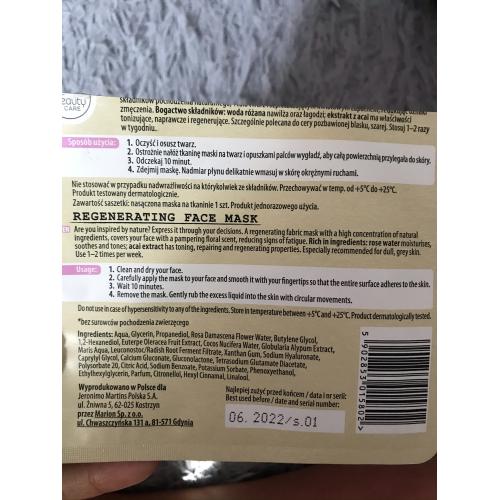 beauty
CARE
zmęczenia. Bogactwo składników: woda różana nawilża oraz łagodzi; ekstrakt z acai ma właściwości
tonizujące, naprawcze i regenerujące. Szczególnie polecana do cery pozbawionej blasku, szarej. Stosuj 1–2 razy
w tygodniu.
Sposób użycia:
1. Oczyść i osusz twarz.
2. Ostrożnie nałóż tkaninę maski na twarz i opuszkami palców wygładź, aby całą powierzchnią przylegała do skóry.
3. Odczekaj 10 minut.
4. Zdejmij maskę. Nadmiar płynu delikatnie wmasuj w skórę okrężnymi ruchami.
Nie stosować w przypadku nadwrażliwości na którykolwiek ze składników. Przechowywać w temp. od +5°C do +25°C.
Produkt testowany dermatologicznie.
Zawartość saszetki: nasączona maska na tkaninie 1 szt. Produkt jednorazowego użycia.
REGENERATING FACE MASK
EN Are you inspired by nature? Express it through your decisions. A regenerating fabric mask with a high concentration of natural
ingredients, covers your face with a pampering floral scent, reducing signs of fatigue. Rich in ingredients: rose water moisturises,
soothes and tones; acai extract has toning, repairing and regenerating properties. Especially recommended for dull, grey skin.
Use 1–2 times per week.
Usage:
1. Clean and dry your face.
2. Carefully apply the mask to your face and smooth it with your fingertips so that the entire surface adheres to the skin.
3. Wait 10 minutes.
4. Remove the mask. Gently rub the excess liquid into the skin with circular movements.
Do not use in case of hypersensitivity to any of the ingredients. Store in temperature between +5°C and +25°C. Product dermatologically tested.
*bez surowców pochodzenia zwierzęcego
Ingredients: Aqua, Glycerin, Propanediol, Rosa Damascena Flower Water, Butylene Glycol,
1,2-Hexanediol, Euterpe Oleracea Fruit Extract, Cocos Nucifera Water, Globularia Alypum Extract,
Maris Aqua, Leuconostoc/Radish Root Ferment Filtrate, Xanthan Gum, Sodium Hyaluronate,
Caprylyl Glycol, Calcium Gluconate, Gluconolactone, Tetrasodium Glutamate Diacetate,
Polysorbate 20, Citric Acid, Sodium Benzoate, Potassium Sorbate, Phenoxyethanol,
Ethylhexylglycerin, Parfum, Citronellol, Hexyl Cinnamal, Linalool.
Wyprodukowano w Polsce dla
Jeronimo Martins Polska S.A.
ul. Żniwna 5, 62-025 Kostrzyn
przez Marion Sp. z o.o.
ul. Chwaszczyńska 131 a, 81-571 Gdynia
Najlepiej zużyć przed końcem / data i nr serii:
Best used before / date and serial number:
06.2022/s.01
5 902853 015802 >